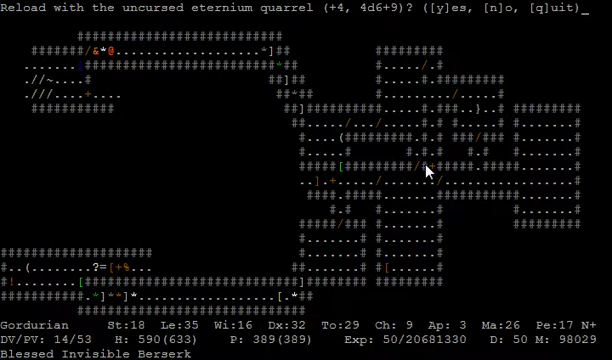 Reload with the uncursed eternium quarrel (+4, 4d6+9)? ([y]es, [n]o, [q]uit)_
Gordurian St:18 Le:35 Wi:16 Dx:32 To:29 Ch: 9 Ap: 3 Ma:26 Pe:17 N+
DV/PV: 14/53 H: 590(633) P: 389(389) Exp: 50/20681330 D: 50 M: 98029
Blessed Invisible Berserk